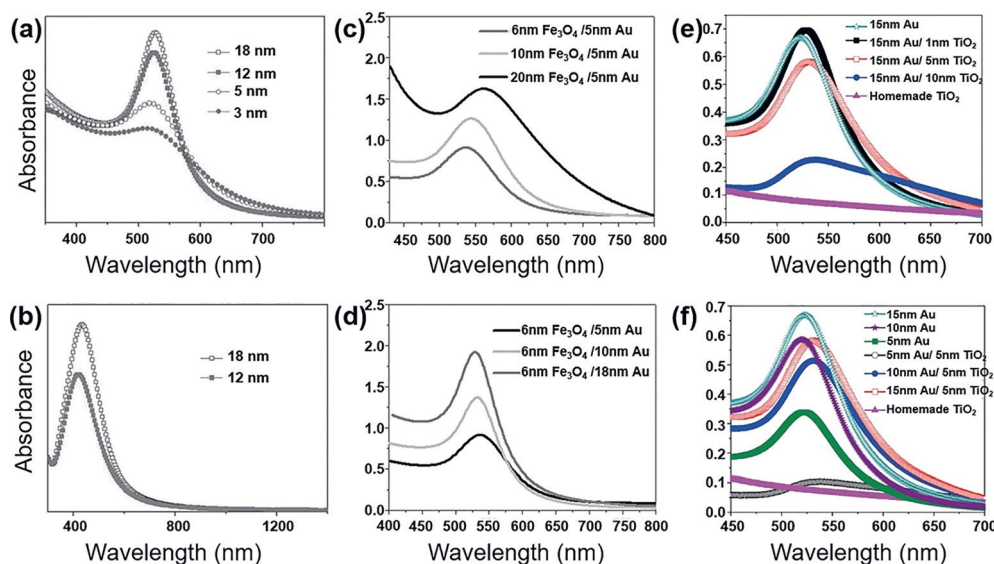 (a)
18 nm
12 nm
5 nm
3 nm
Absorbance
400 500 600 700
Wavelength (nm)
(c)
2.5
2.0
1.5
1.0
0.5
0.0
6nm Fe₃O₄ /5nm Au
10nm Fe₃O₄ /5nm Au
20nm Fe₃O₄ /5nm Au
450 500 550 600 650 700 750 800
Wavelength (nm)
(e)
0.7
0.6
0.5
0.4
0.3
0.2
0.1
0.0
15nm Au
15nm Au/ 1nm TiO₂
15nm Au/ 5nm TiO₂
15nm Au/ 10nm TiO₂
Homemade TiO₂
450 500 550 600 650 700
Wavelength (nm)
(b)
18 nm
12 nm
Absorbance
400 800 1200
Wavelength (nm)
(d)
2.5
2.0
1.5
1.0
0.5
0.0
6nm Fe₃O₄ /5nm Au
6nm Fe₃O₄ /10nm Au
6nm Fe₃O₄ /18nm Au
400 450 500 550 600 650 700 750 800
Wavelength (nm)
(f)
0.7
0.6
0.5
0.4
0.3
0.2
0.1
0.0
15nm Au
10nm Au
5nm Au
5nm Au/ 5nm TiO₂
10nm Au/ 5nm TiO₂
15nm Au/ 5nm TiO₂
Homemade TiO₂
450 500 550 600 650 700
Wavelength (nm)